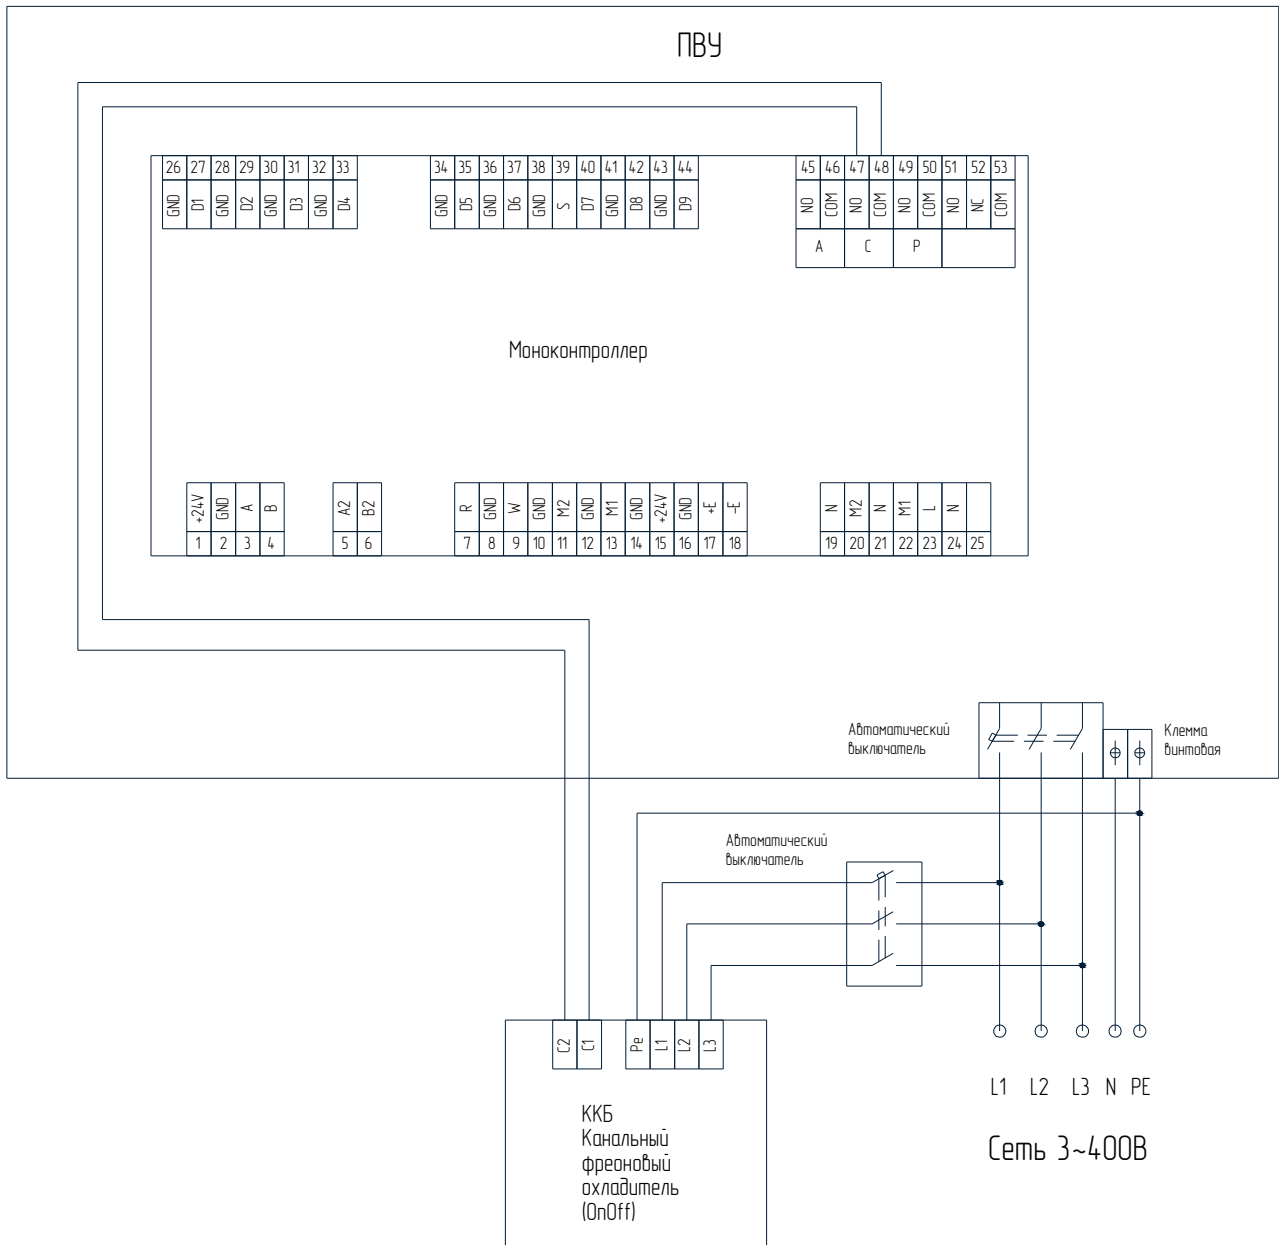 ПВУ
26 27 28 29 30 31 32 33
GND D1 GND D2 GND D3 GND D4
34 35 36 37 38 39 40 41 42 43 44
GND D5 GND D6 GND S D7 GND D8 GND D9
45 46 47 48 49 50 51 52 53
NO COM NO COM NO COM NO NC COM
A C P
Моноконтроллер
+24V GND A B
1 2 3 4
A2 B2
5 6
R GND W GND M2 GND M1 GND +24V GND +E -E
7 8 9 10 11 12 13 14 15 16 17 18
N M2 N M1 L N
19 20 21 22 23 24 25
Автоматический
выключатель
Клемма
винтовая
Автоматический
выключатель
C2 C1 Pe L1 L2 L3
ККБ
Канальный
фреоновый
охладитель
(OnOff)
L1 L2 L3 N PE
Сеть 3~400В